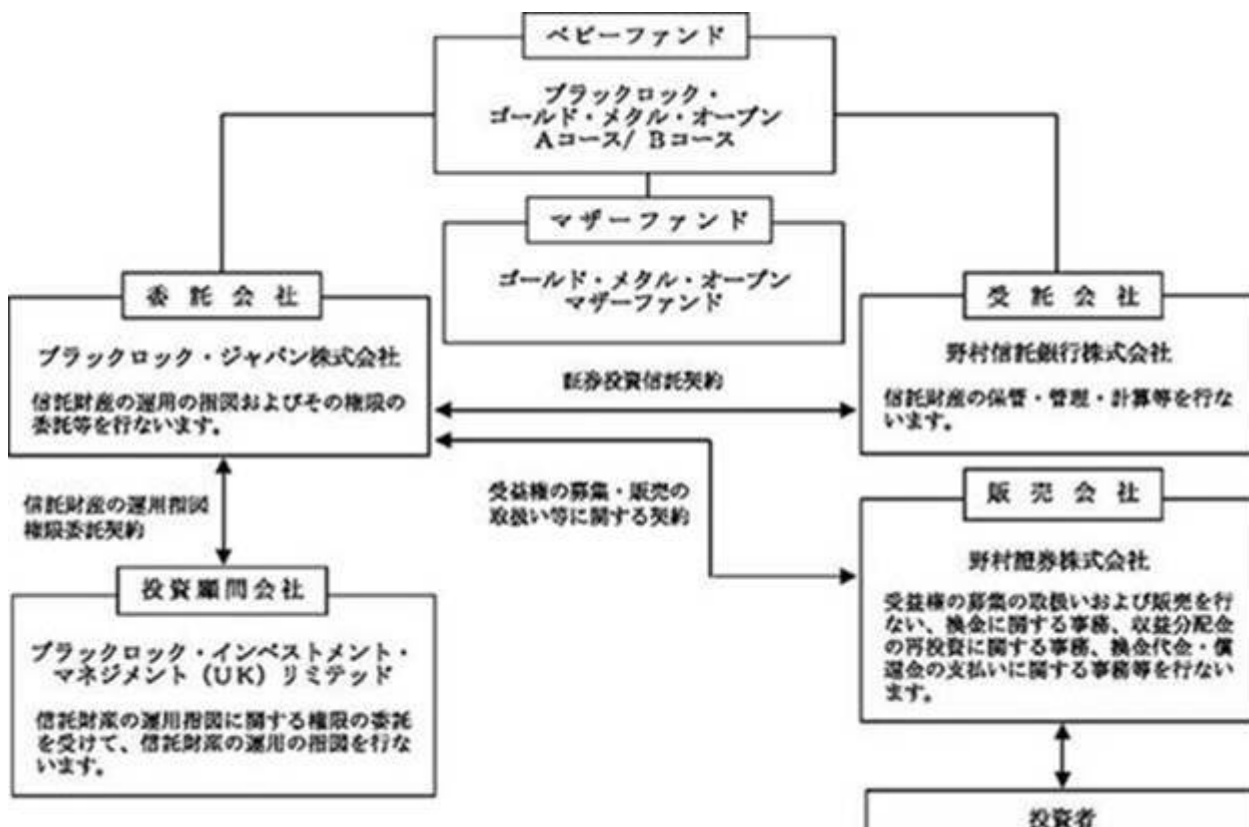 ベビーファンド
ブラックロック・
ゴールド・メタル・オープン
Aコース/ Bコース
マザーファンド
ゴールド・メタル・オープン
マザーファンド
委託会社
ブラックロック・ジャパン株式会社
信託財産の運用の指図およびその権限の
委託等を行ないます。
証券投資信託契約
受託会社
野村信託銀行株式会社
信託財産の保管・管理・計算等を行な
います。
信託財産の運用指図
権限委託契約
受益権の募集・販売の
取扱い等に関する契約
販売会社
野村證券株式会社
受益権の募集の取扱いおよび販売を行
ない、換金に関する事務、収益分配金
の再投資に関する事務、換金代金・償
還金の支払いに関する事務等を行ない
ます。
投資顧問会社
ブラックロック・インベストメント・
マネジメント(UK)リミテッド
信託財産の運用指図に関する権限の委託
を受けて、信託財産の運用の指図を行な
います。
投資者